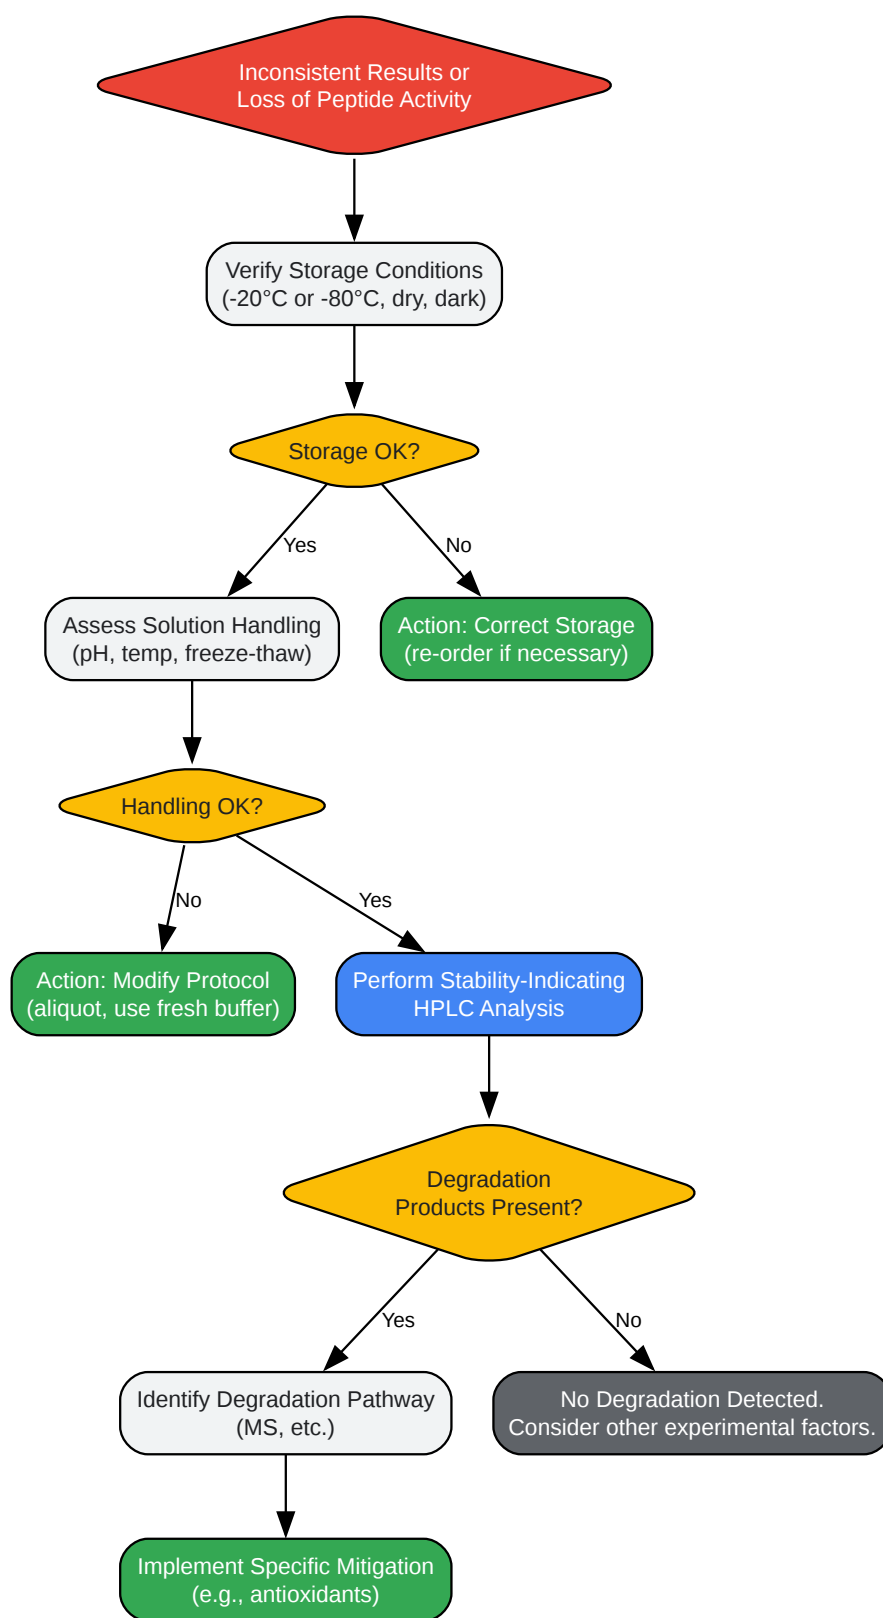 Inconsistent Results or
Loss of Peptide Activity
Verify Storage Conditions
(-20°C or -80°C, dry, dark)
Storage OK?
Yes
No
Assess Solution Handling
(pH, temp, freeze-thaw)
Action: Correct Storage
(re-order if necessary)
Handling OK?
No
Yes
Action: Modify Protocol
(aliquot, use fresh buffer)
Perform Stability-Indicating
HPLC Analysis
Degradation
Products Present?
Yes
No
Identify Degradation Pathway
(MS, etc.)
No Degradation Detected.
Consider other experimental factors.
Implement Specific Mitigation
(e.g., antioxidants)